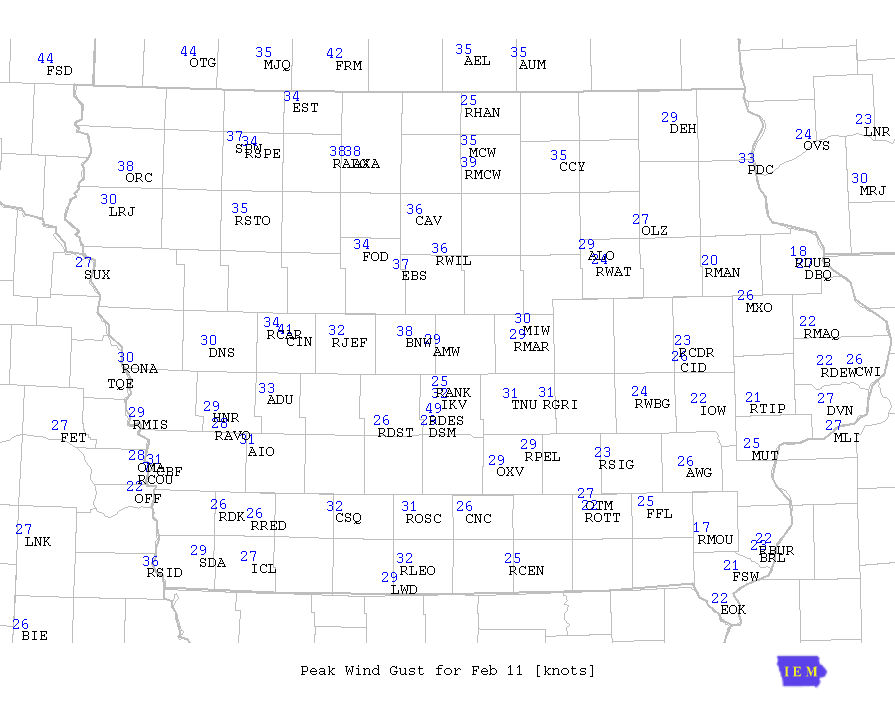 44 FSD
44 OTG
35 MJQ
42 FRM
35 AEL
35 AUM
34 EST
25 RHAN
29 DEH
23 LNR
24 OVS
37
34 RSPE
38
38
35 MCW
39 RMCW
35 CCY
33 PDC
38 ORC
30 MRJ
30 LRJ
35 RSTO
36 CAV
27 OLZ
34 FOD
36 RWIL
37 EBS
29 ALO
24 RWAT
20 RMAN
18
DBQ
27 SUX
26 MXO
34 RCAR
41 CIN
32 RJEF
38 BNW
29 AMW
30 MIW
29 RMAR
22 RMAQ
30 DNS
23 RCDR
26 CID
30 RONA
TQE
22 RDEW
26 CWI
33 ADU
25 RANK
IKV
31 TNU
31 RGRI
24 RWBG
22 IOW
21 RTIP
27 DVN
29 RMIS
29 HNR
28 RAVO
26 RDST
49 RDES
DSM
27 FET
27 MLI
31 AIO
29 RPEL
29 OXV
23 RSIG
26 AWG
25 MUT
28 OMA
31 CBF
RCOU
22 OFF
26 RDK
26 RRED
32 CSQ
31 ROSC
26 CNC
27 OTM
22 ROTT
25 FFL
17 RMOU
22 RBUR
23 BRL
27 LNK
36 RSID
29 SDA
27 ICL
32 RLEO
29 LWD
25 RCEN
21 FSW
22 EOK
26 BIE
Peak Wind Gust for Feb 11 [knots]
IEM